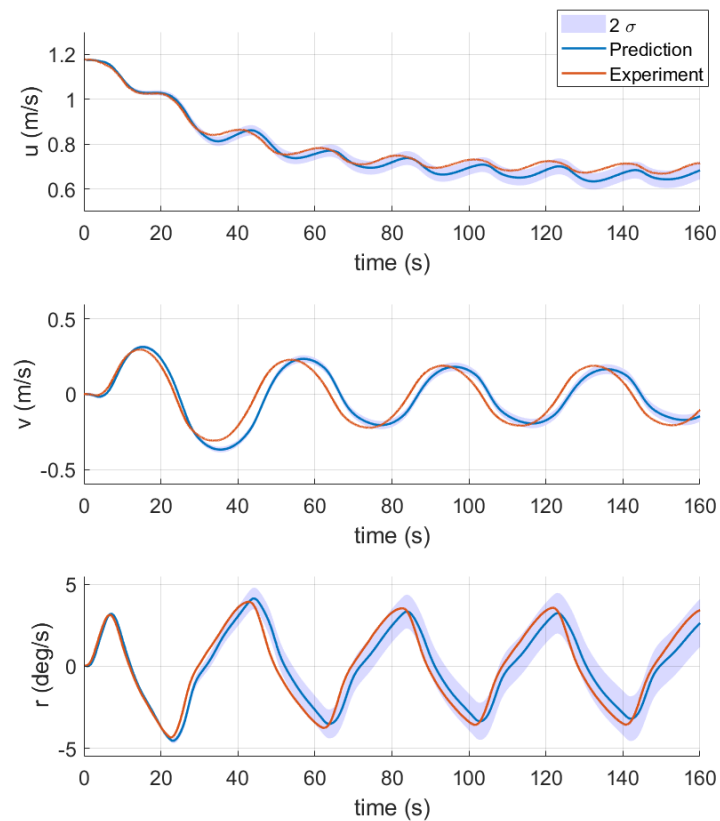 2 σ
Prediction
Experiment
1.2
1
0.8
0.6
u (m/s)
0 20 40 60 80 100 120 140 160
time (s)
0.5
0
-0.5
v (m/s)
0 20 40 60 80 100 120 140 160
time (s)
5
0
-5
r (deg/s)
0 20 40 60 80 100 120 140 160
time (s)